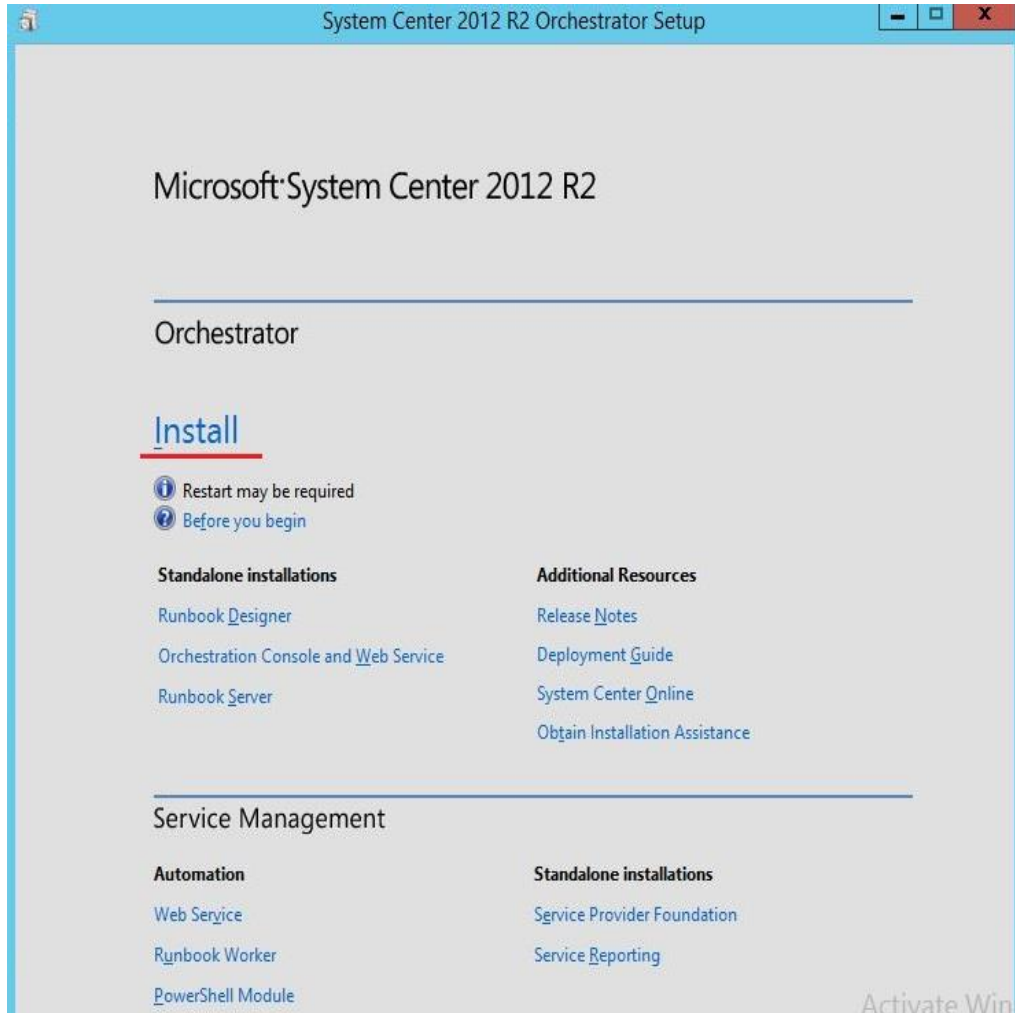 System Center 2012 R2 Orchestrator Setup
Microsoft System Center 2012 R2
Orchestrator
Install
Restart may be required
Before you begin
Standalone installations
Runbook Designer
Orchestration Console and Web Service
Runbook Server
Additional Resources
Release Notes
Deployment Guide
System Center Online
Obtain Installation Assistance
Service Management
Automation
Web Service
Runbook Worker
PowerShell Module
Standalone installations
Service Provider Foundation
Service Reporting
Activate Win